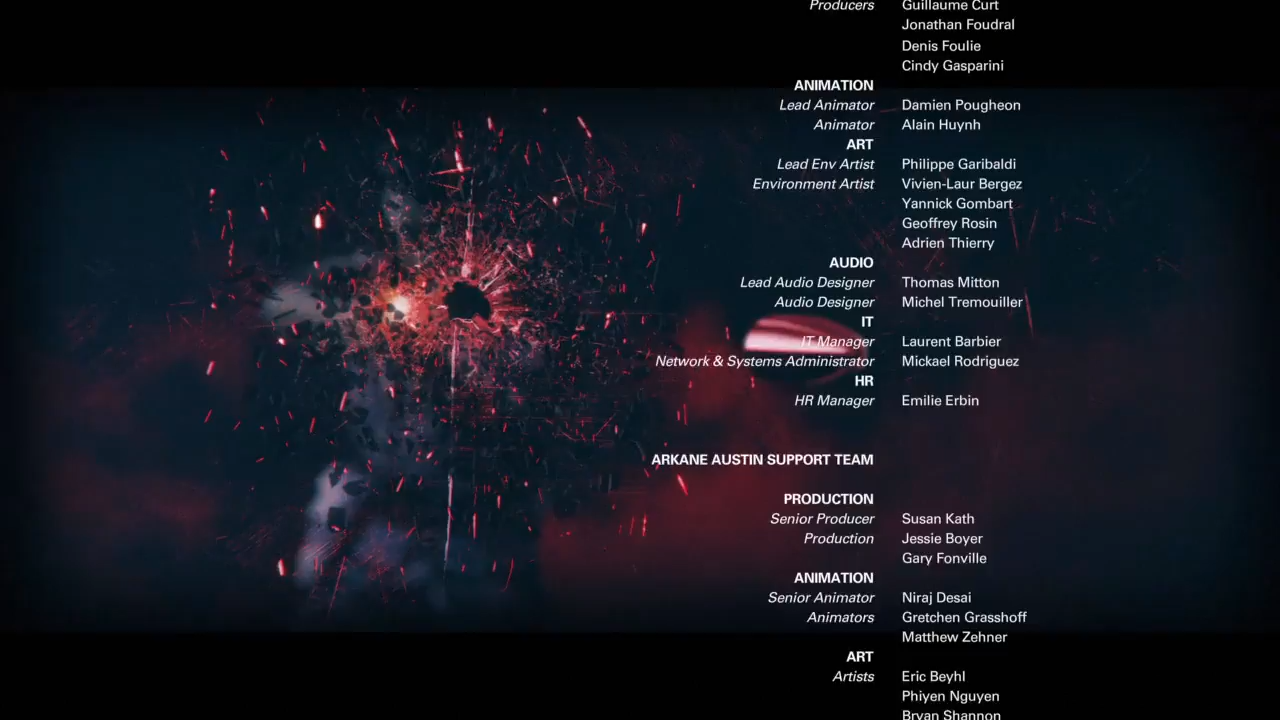 Producers Guillaume Curt
Jonathan Foudral
Denis Foulie
Cindy Gasparini
ANIMATION
Lead Animator Damien Pougheon
Animator Alain Huynh
ART
Lead Env Artist Philippe Garibaldi
Environment Artist Vivien-Laur Bergez
Yannick Gombart
Geoffrey Rosin
Adrien Thierry
AUDIO
Lead Audio Designer Thomas Mitton
Audio Designer Michel Tremouiller
IT
IT Manager Laurent Barbier
Network & Systems Administrator Mickael Rodriguez
HR
HR Manager Emilie Erbin
ARKANE AUSTIN SUPPORT TEAM
PRODUCTION
Senior Producer Susan Kath
Production Jessie Boyer
Gary Fonville
ANIMATION
Senior Animator Niraj Desai
Animators Gretchen Grasshoff
Matthew Zehner
ART
Artists Eric Beyhl
Phiyen Nguyen
Bryan Shannon